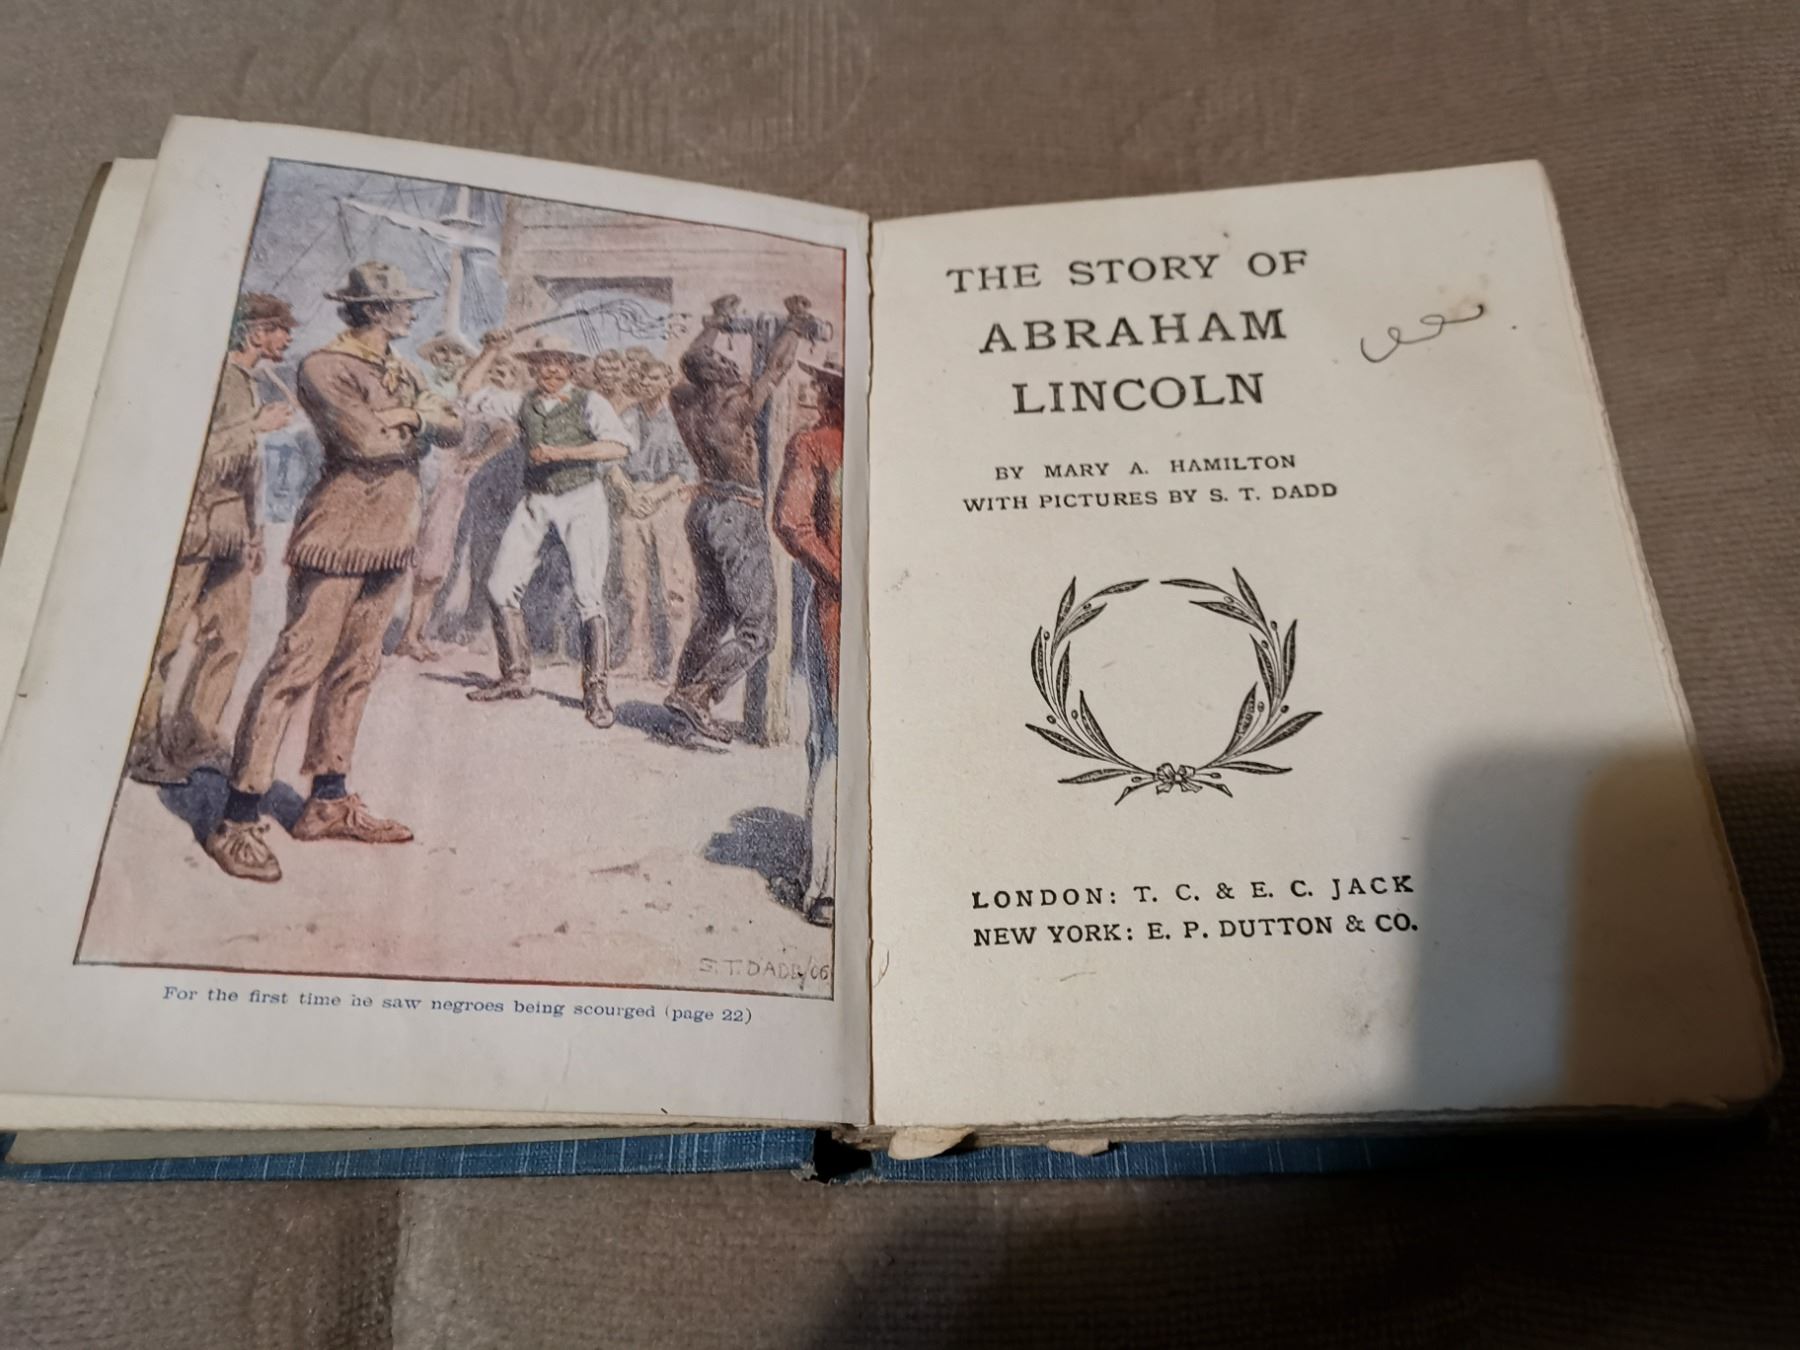 S. T. DADD/06
For the first time he saw negroes being scourged (page 22)
THE STORY OF
ABRAHAM
LINCOLN
BY MARY A. HAMILTON
WITH PICTURES BY S. T. DADD
LONDON: T. C. & E. C. JACK
NEW YORK: E. P. DUTTON & CO.